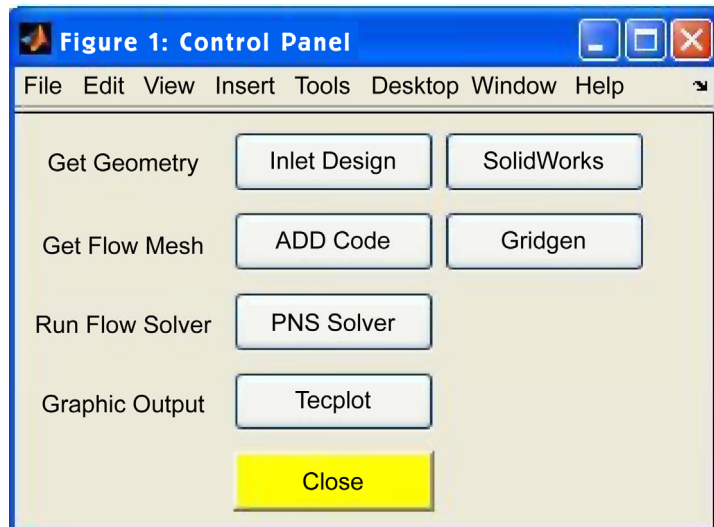 Figure 1: Control Panel
File Edit View Insert Tools Desktop Window Help
Get Geometry Inlet Design SolidWorks
Get Flow Mesh ADD Code Gridgen
Run Flow Solver PNS Solver
Graphic Output Tecplot
Close